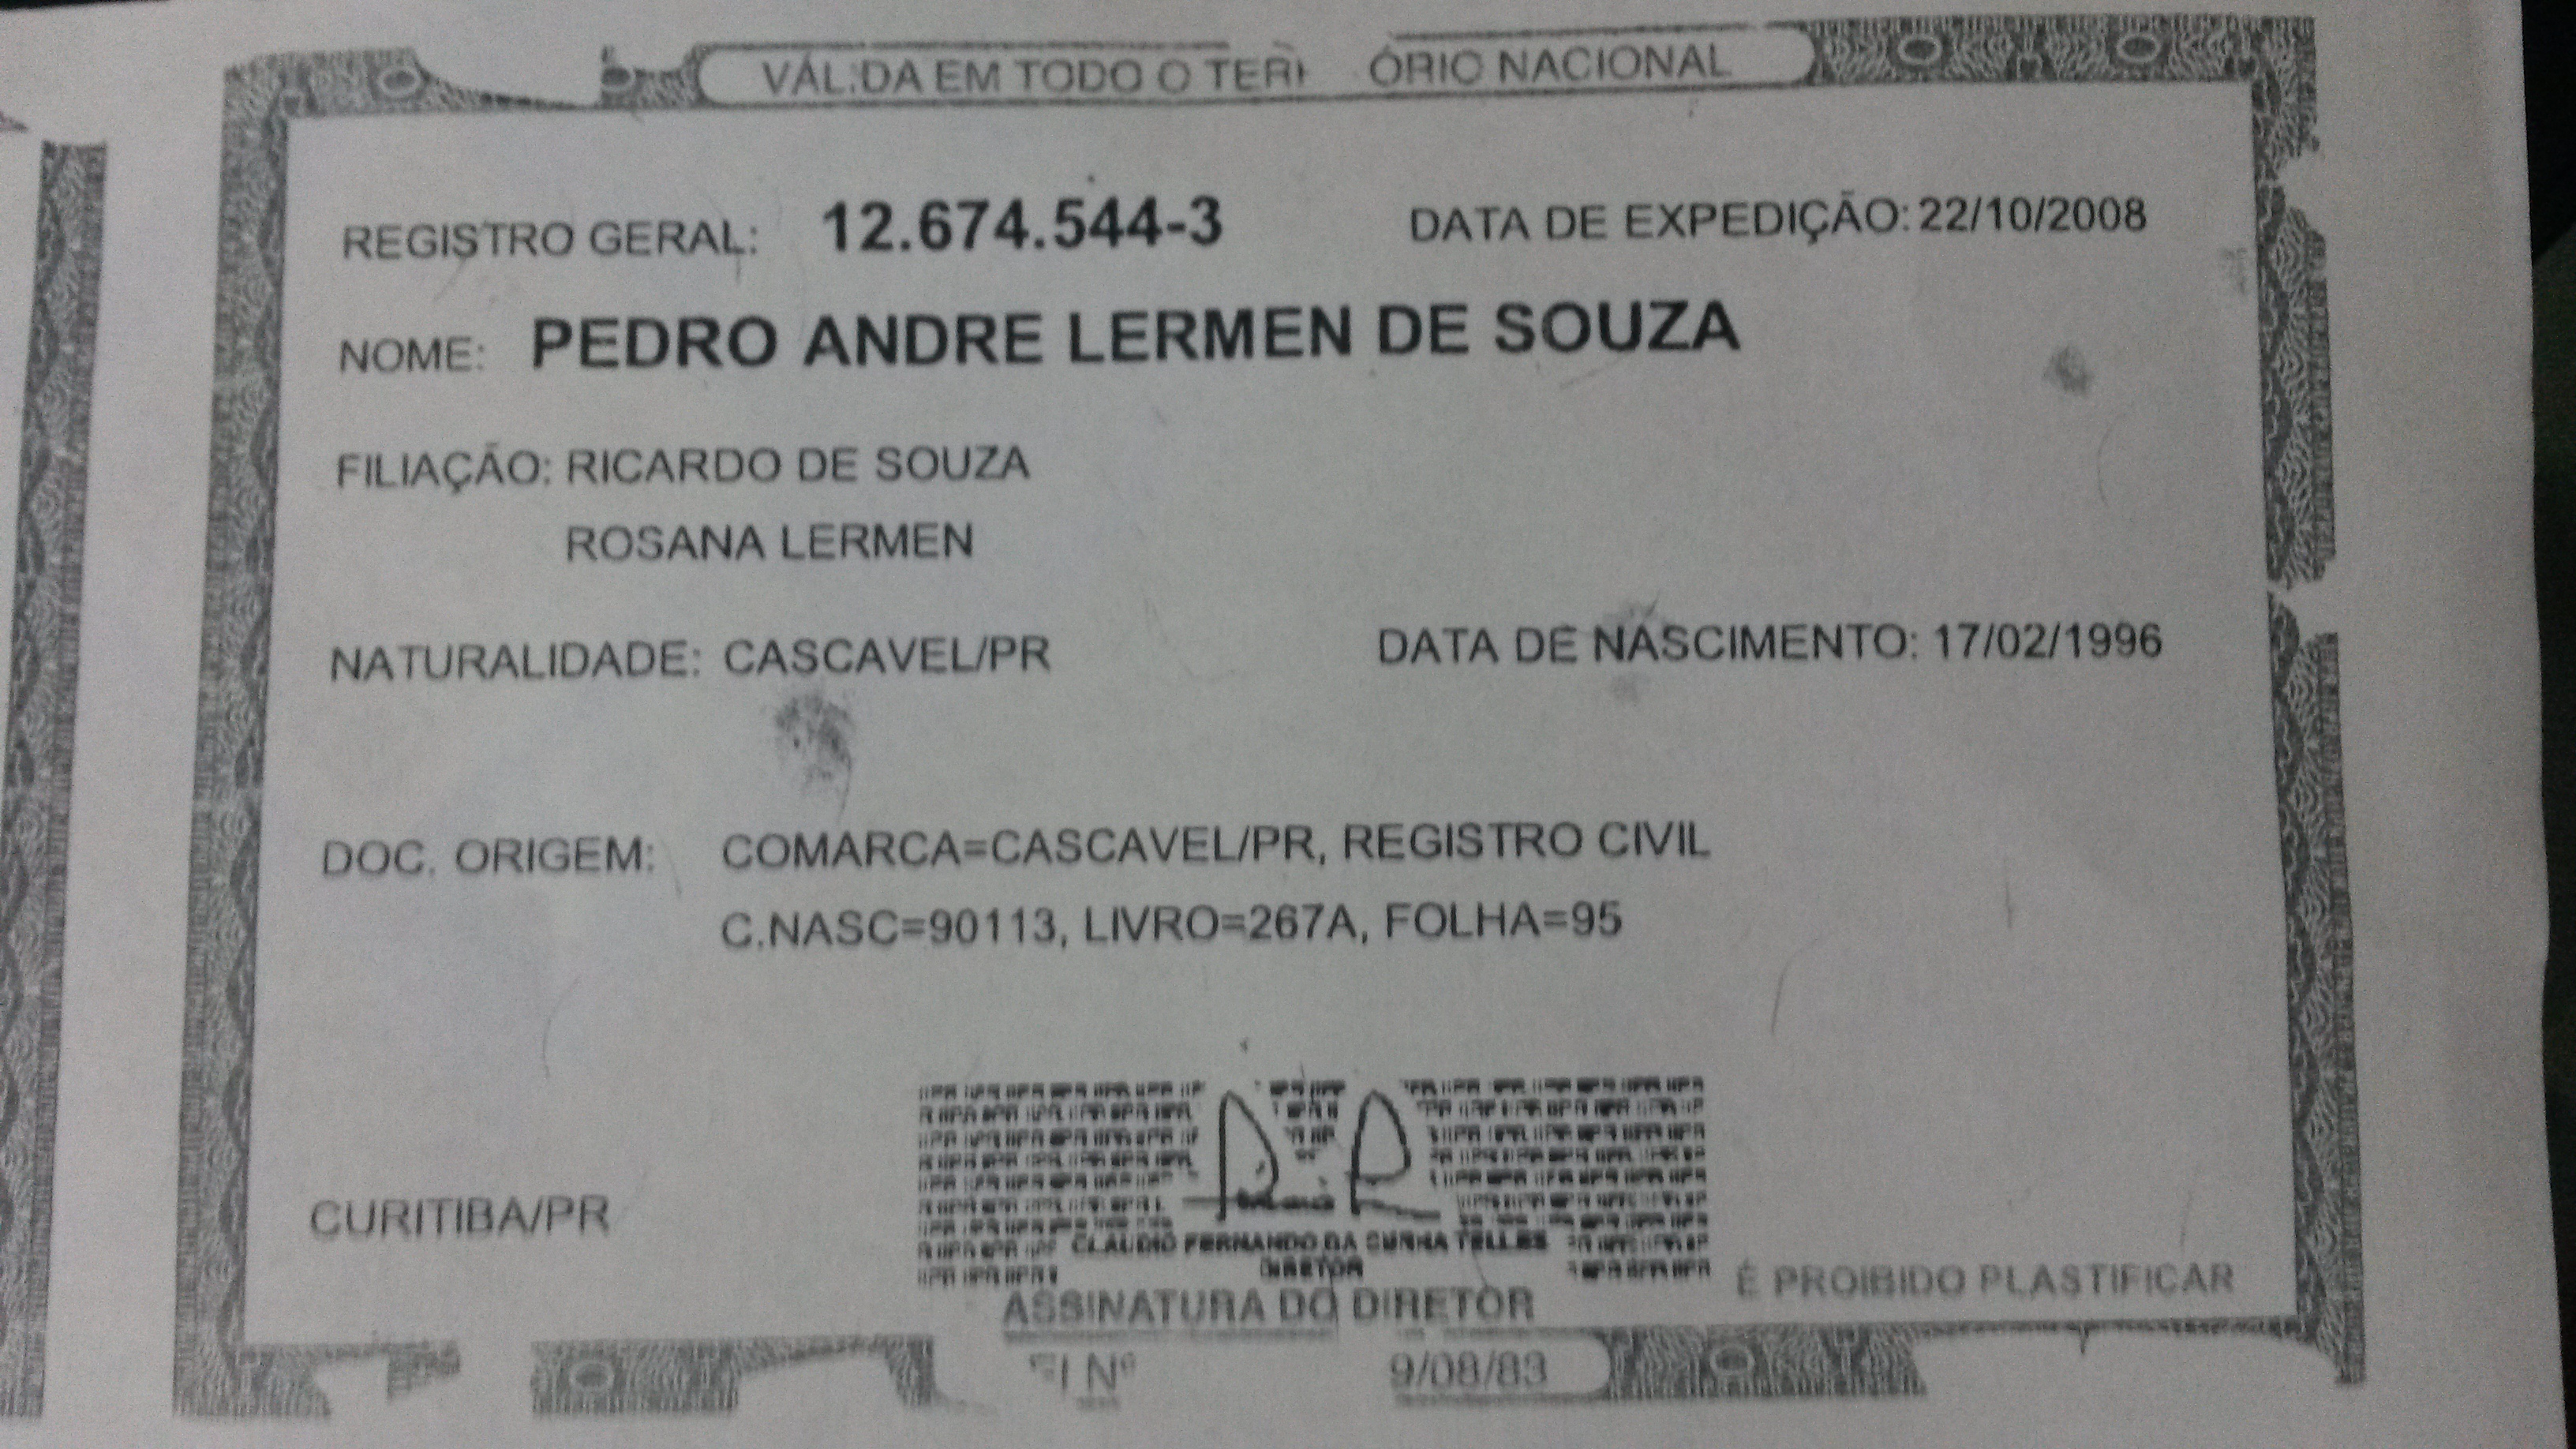 VÁLIDA EM TODO O TERRITÓRIO NACIONAL
REGISTRO GERAL: 12.674.544-3 DATA DE EXPEDIÇÃO: 22/10/2008
NOME: PEDRO ANDRE LERMEN DE SOUZA
FILIAÇÃO: RICARDO DE SOUZA
ROSANA LERMEN
NATURALIDADE: CASCAVEL/PR DATA DE NASCIMENTO: 17/02/1996
DOC. ORIGEM: COMARCA=CASCAVEL/PR, REGISTRO CIVIL
C.NASC=90113, LIVRO=267A, FOLHA=95
CURITIBA/PR
CLAUDIO FERNANDO DA CUNHA TELLES
DIRETOR
ASSINATURA DO DIRETOR É PROIBIDO PLASTIFICAR
Nº 9/08/83